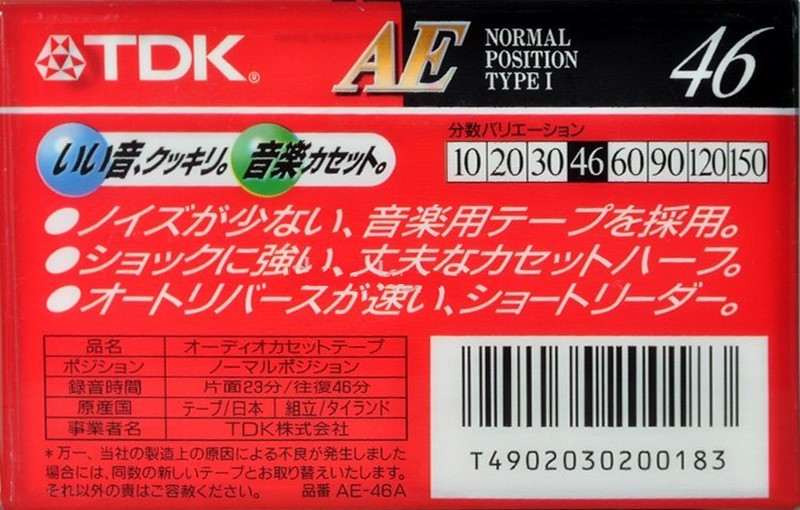 TDK®
AE
NORMAL
POSITION
TYPE I
46
いい音、クッキリ。 音楽カセット。
分数バリエーション
10 20 30 46 60 90 120 150
●ノイズが少ない、音楽用テープを採用。
●ショックに強い、丈夫なカセットハーフ。
●オートリバースが速い、ショートリーダー。
品名 オーディオカセットテープ
ポジション ノーマルポジション
録音時間 片面23分/往復46分
原産国 テープ/日本 組立/タイランド
事業者名 TDK株式会社
*万一、当社の製造上の原因による不良が発生しました
場合には、同数の新しいテープとお取り替えいたします。
それ以外の責はご容赦ください。 品番 AE-46A
T4902030200183